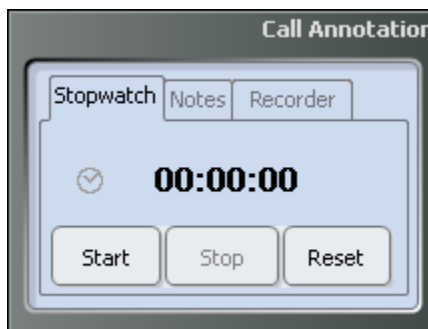 Call Annotation
Stopwatch Notes Recorder
00:00:00
Start Stop Reset